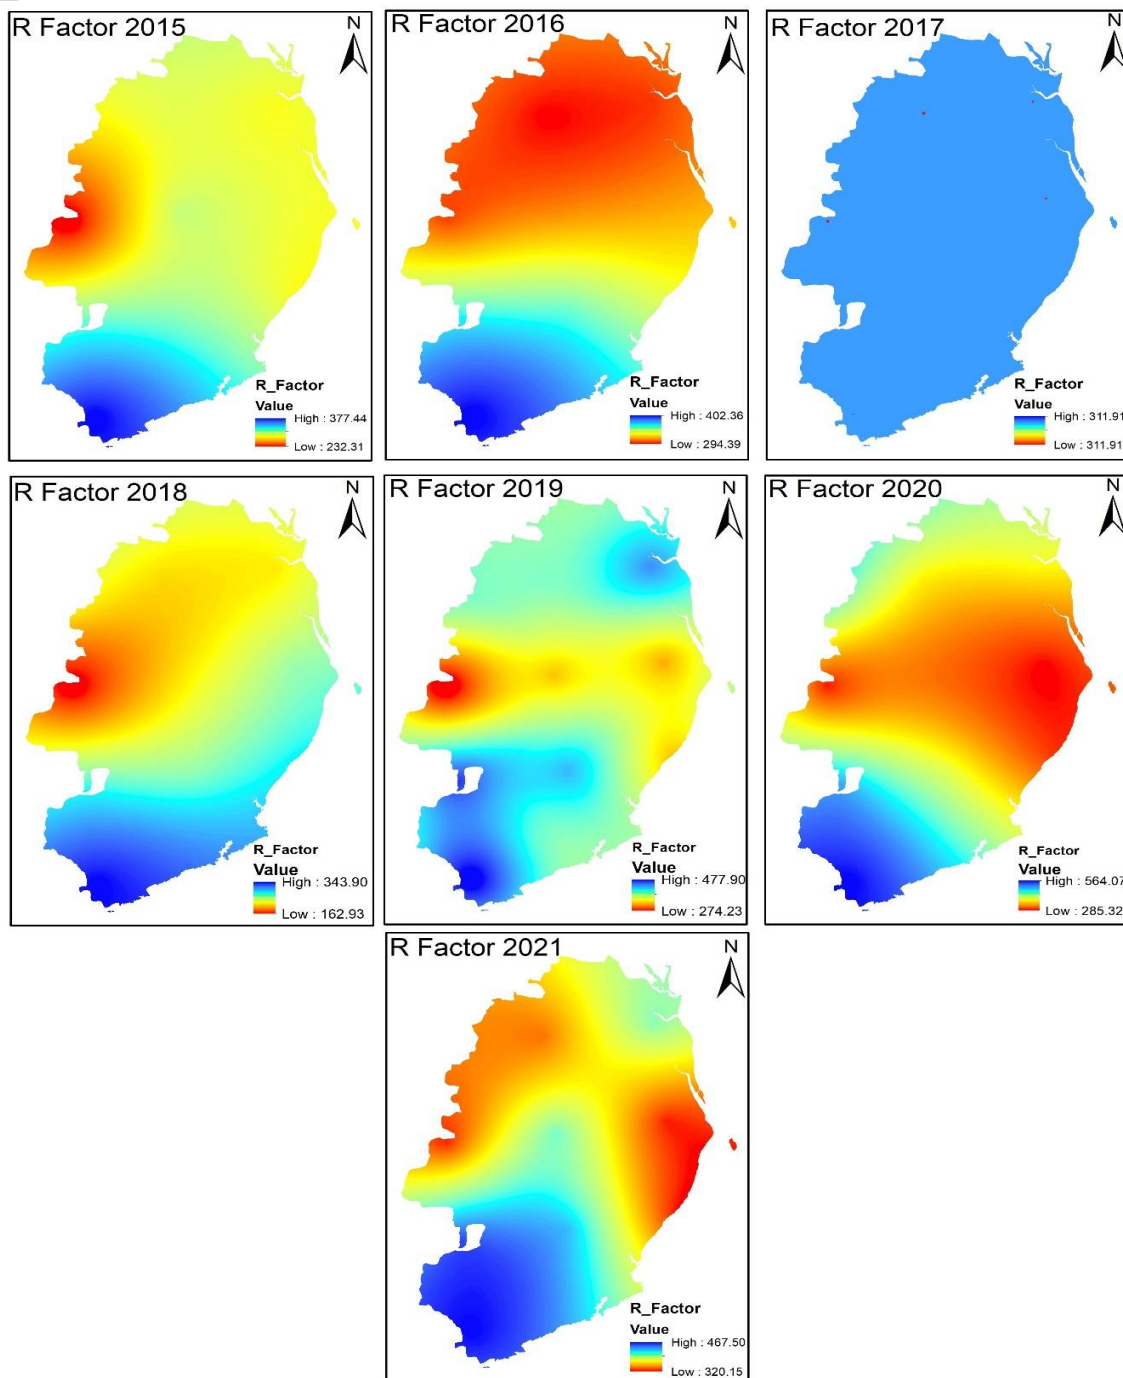 R Factor 2015
N
R_Factor
Value
High : 377.44
Low : 232.31
R Factor 2016
N
R_Factor
Value
High : 402.36
Low : 294.39
R Factor 2017
N
R_Factor
Value
High : 311.91
Low : 311.91
R Factor 2018
N
R_Factor
Value
High : 343.90
Low : 162.93
R Factor 2019
N
R_Factor
Value
High : 477.90
Low : 274.23
R Factor 2020
N
R_Factor
Value
High : 564.07
Low : 285.32
R Factor 2021
N
R_Factor
Value
High : 467.50
Low : 320.15